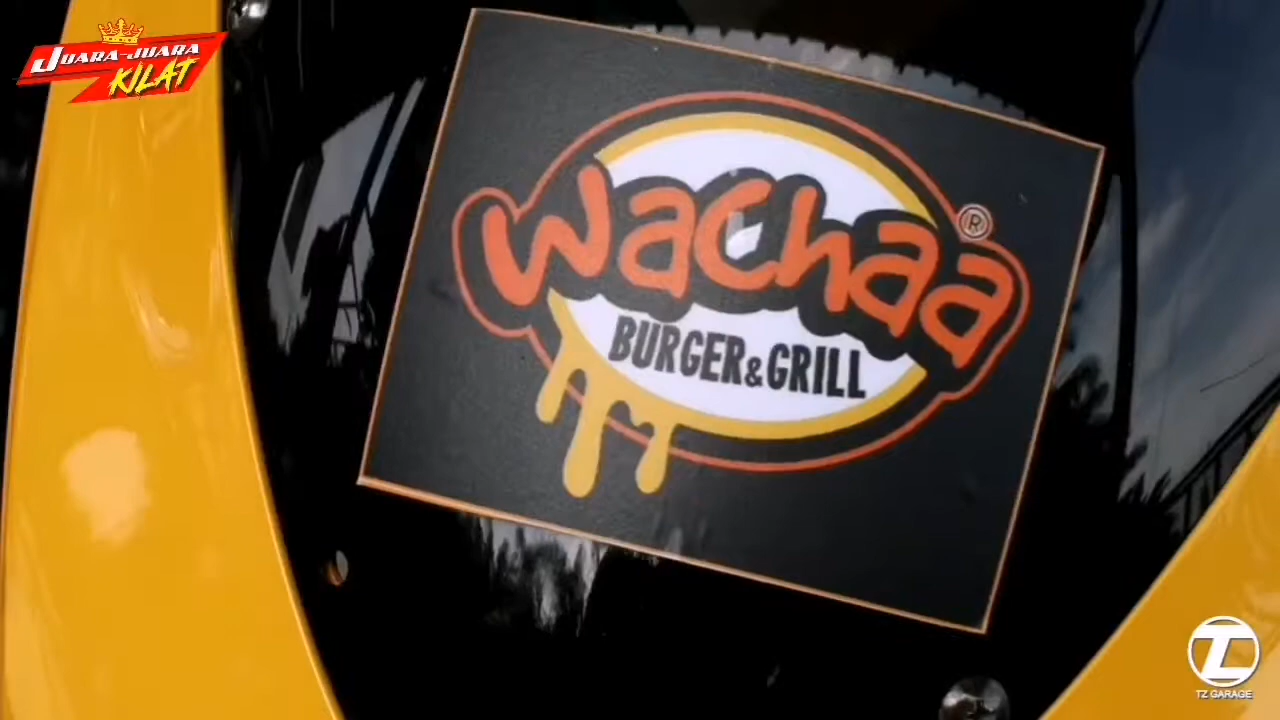 JUARA-JUARA
KILAT
wachaa
®
BURGER & GRILL
TZ GARAGE